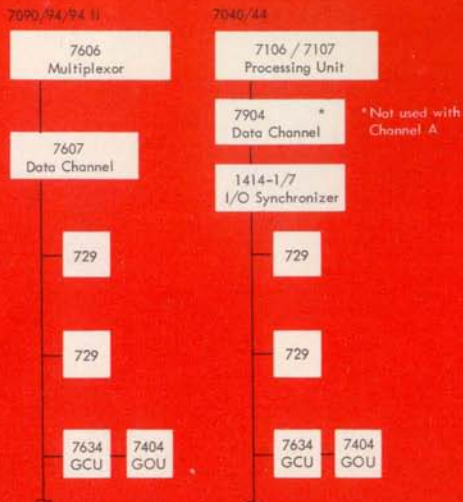 7090/94/94 II
7606
Multiplexor
7607
Data Channel
729
729
7634
GCU
7404
GOU
7040/44
7106 / 7107
Processing Unit
7904 *
Data Channel
*Not used with
Channel A
1414-1/7
I/O Synchronizer
729
729
7634
GCU
7404
GOU